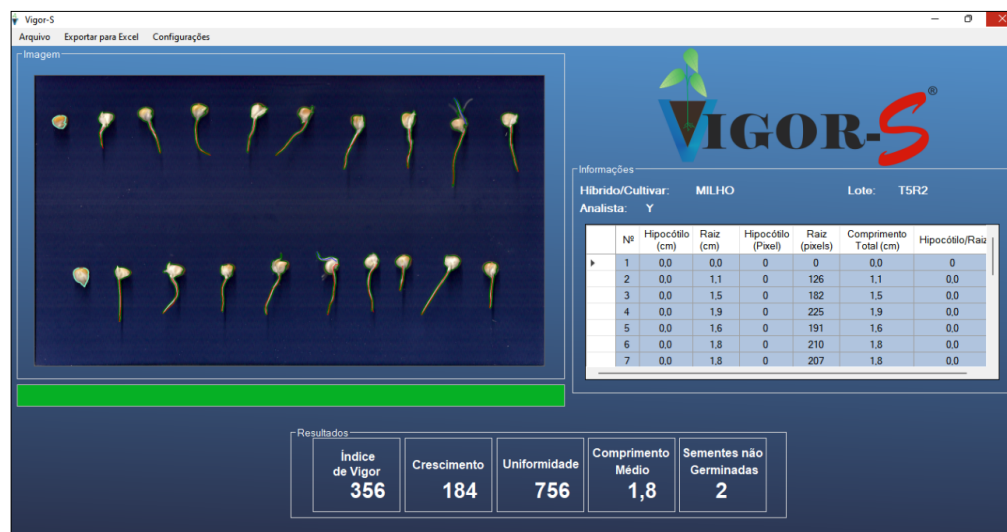 Vigor-S
Arquivo Exportar para Excel Configurações
Imagem
VIGOR-S®
Informações
Híbrido/Cultivar: MILHO Lote: T5R2
Analista: Y
Nº Hipocótilo (cm) Raiz (cm) Hipocótilo (Pixel) Raiz (pixels) Comprimento Total (cm) Hipocótilo/Raiz
1 0,0 0,0 0 0 0,0 0
2 0,0 1,1 0 126 1,1 0,0
3 0,0 1,5 0 182 1,5 0,0
4 0,0 1,9 0 225 1,9 0,0
5 0,0 1,6 0 191 1,6 0,0
6 0,0 1,8 0 210 1,8 0,0
7 0,0 1,8 0 207 1,8 0,0
Resultados
Índice de Vigor
356
Crescimento
184
Uniformidade
756
Comprimento Médio
1,8
Sementes não Germinadas
2